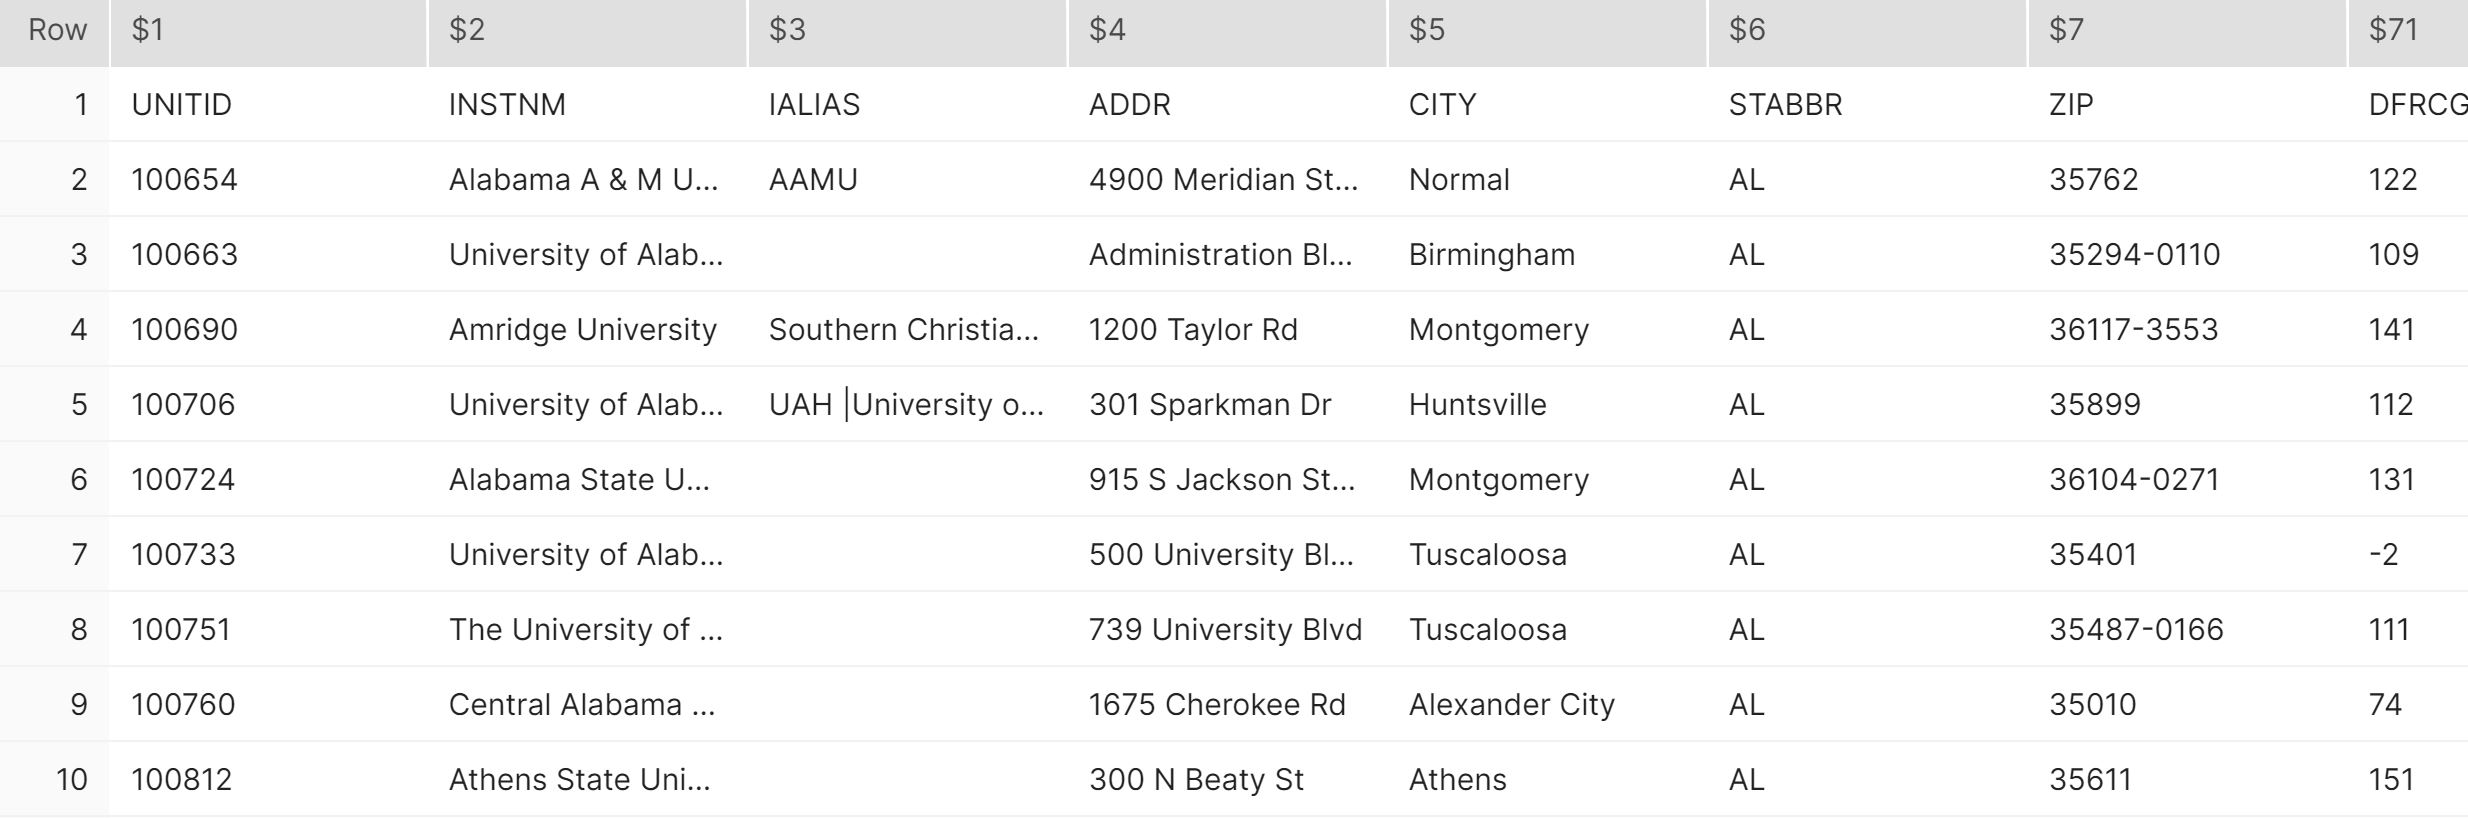 Row $1 $2 $3 $4 $5 $6 $7 $71
1 UNITID INSTNM IALIAS ADDR CITY STABBR ZIP DFRCG
2 100654 Alabama A & M U... AAMU 4900 Meridian St... Normal AL 35762 122
3 100663 University of Alab... Administration Bl... Birmingham AL 35294-0110 109
4 100690 Amridge University Southern Christia... 1200 Taylor Rd Montgomery AL 36117-3553 141
5 100706 University of Alab... UAH |University o... 301 Sparkman Dr Huntsville AL 35899 112
6 100724 Alabama State U... 915 S Jackson St... Montgomery AL 36104-0271 131
7 100733 University of Alab... 500 University Bl... Tuscaloosa AL 35401 -2
8 100751 The University of ... 739 University Blvd Tuscaloosa AL 35487-0166 111
9 100760 Central Alabama ... 1675 Cherokee Rd Alexander City AL 35010 74
10 100812 Athens State Uni... 300 N Beaty St Athens AL 35611 151